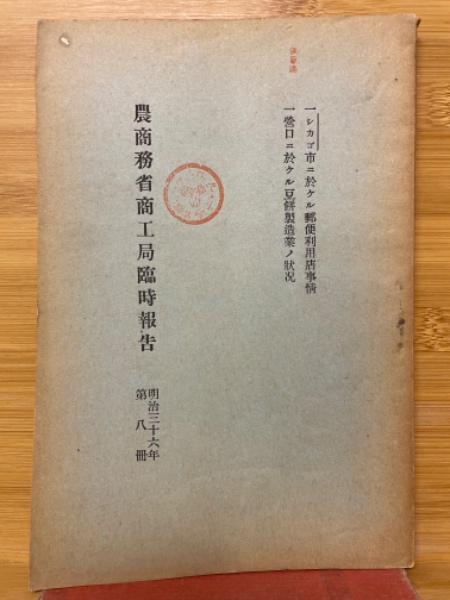 一シカゴ市ニ於ケル郵便利用店事情
一營口ニ於ケル豆餅製造業ノ狀况
農商務省商工局臨時報告
明治三十六年
第八冊